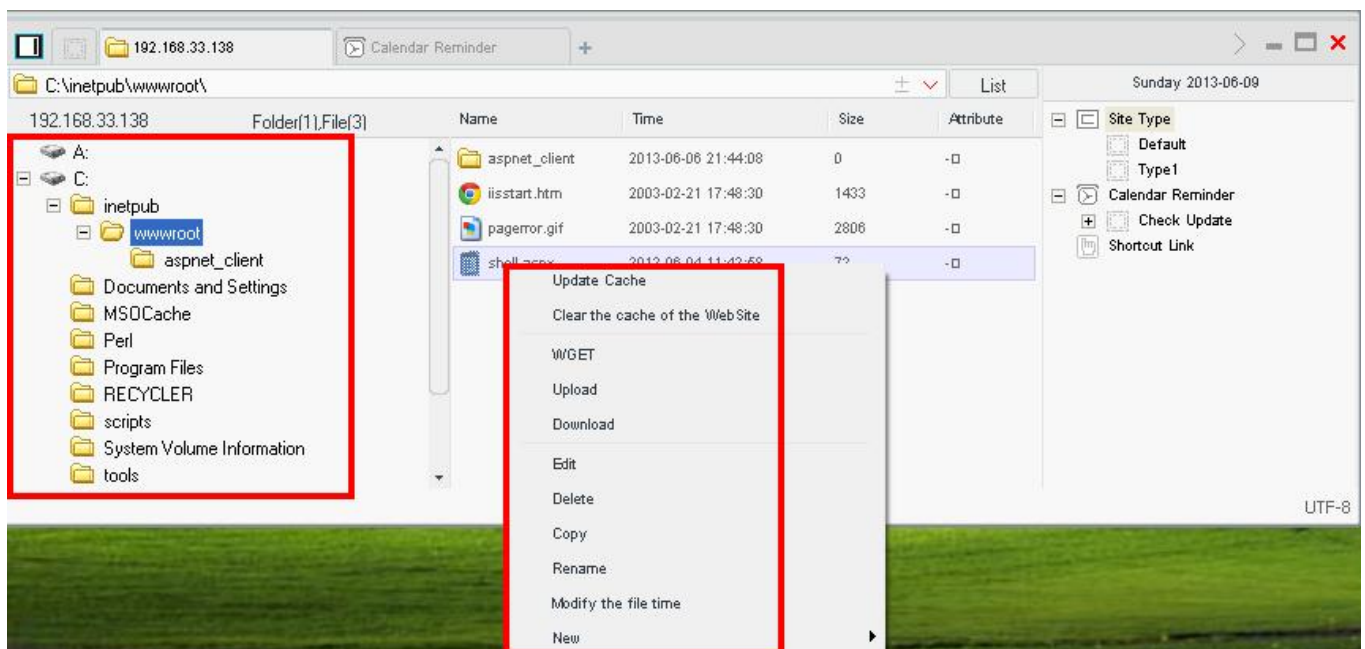 192.168.33.138
Calendar Reminder
+
C:\inetpub\wwwroot\
List
Sunday 2013-06-09
192.168.33.138 Folder(1),File(3)
Name Time Size Attribute
A:
C:
inetpub
wwwroot
aspnet_client
Documents and Settings
MSOCache
Perl
Program Files
RECYCLER
scripts
System Volume Information
tools
aspnet_client 2013-06-06 21:44:08 0 -
iisstart.htm 2003-02-21 17:48:30 1433 -
pagerror.gif 2003-02-21 17:48:30 2806 -
shell.aspx
Update Cache
Clear the cache of the WebSite
WGET
Upload
Download
Edit
Delete
Copy
Rename
Modify the file time
New
Site Type
Default
Type1
Calendar Reminder
Check Update
Shortcut Link
UTF-8